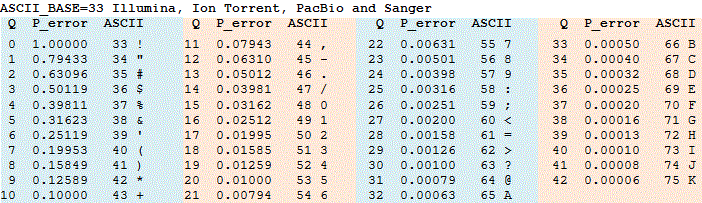 ASCII_BASE=33 Illumina, Ion Torrent, PacBio and Sanger
Q P_error ASCII Q P_error ASCII Q P_error ASCII Q P_error ASCII
0 1.00000 33 ! 11 0.07943 44 , 22 0.00631 55 7 33 0.00050 66 B
1 0.79433 34 " 12 0.06310 45 - 23 0.00501 56 8 34 0.00040 67 C
2 0.63096 35 # 13 0.05012 46 . 24 0.00398 57 9 35 0.00032 68 D
3 0.50119 36 $ 14 0.03981 47 / 25 0.00316 58 : 36 0.00025 69 E
4 0.39811 37 % 15 0.03162 48 0 26 0.00251 59 ; 37 0.00020 70 F
5 0.31623 38 & 16 0.02512 49 1 27 0.00200 60 < 38 0.00016 71 G
6 0.25119 39 ' 17 0.01995 50 2 28 0.00158 61 = 39 0.00013 72 H
7 0.19953 40 ( 18 0.01585 51 3 29 0.00126 62 > 40 0.00010 73 I
8 0.15849 41 ) 19 0.01259 52 4 30 0.00100 63 ? 41 0.00008 74 J
9 0.12589 42 * 20 0.01000 53 5 31 0.00079 64 @ 42 0.00006 75 K
10 0.10000 43 + 21 0.00794 54 6 32 0.00063 65 A